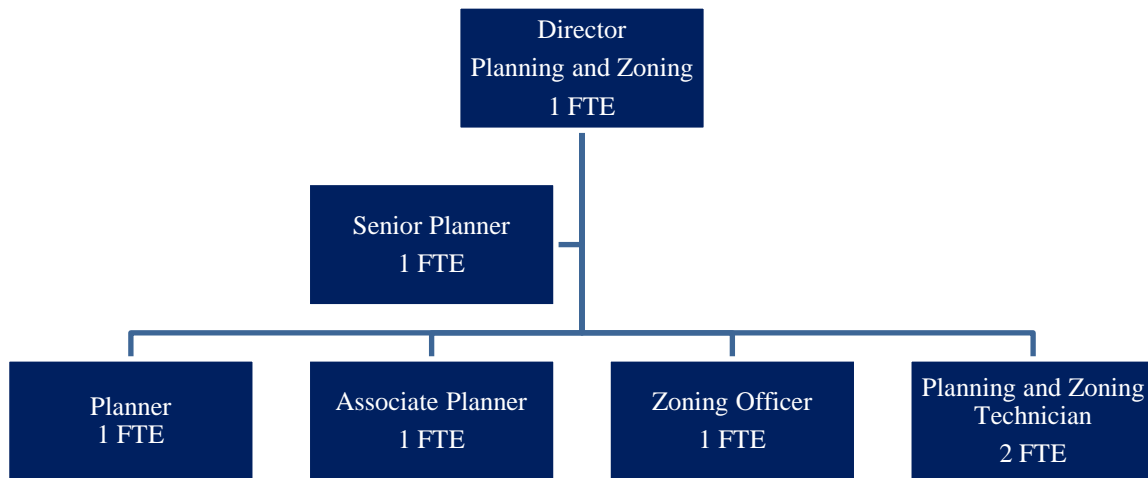 Director
Planning and Zoning
1 FTE
Senior Planner
1 FTE
Planner
1 FTE
Associate Planner
1 FTE
Zoning Officer
1 FTE
Planning and Zoning
Technician
2 FTE